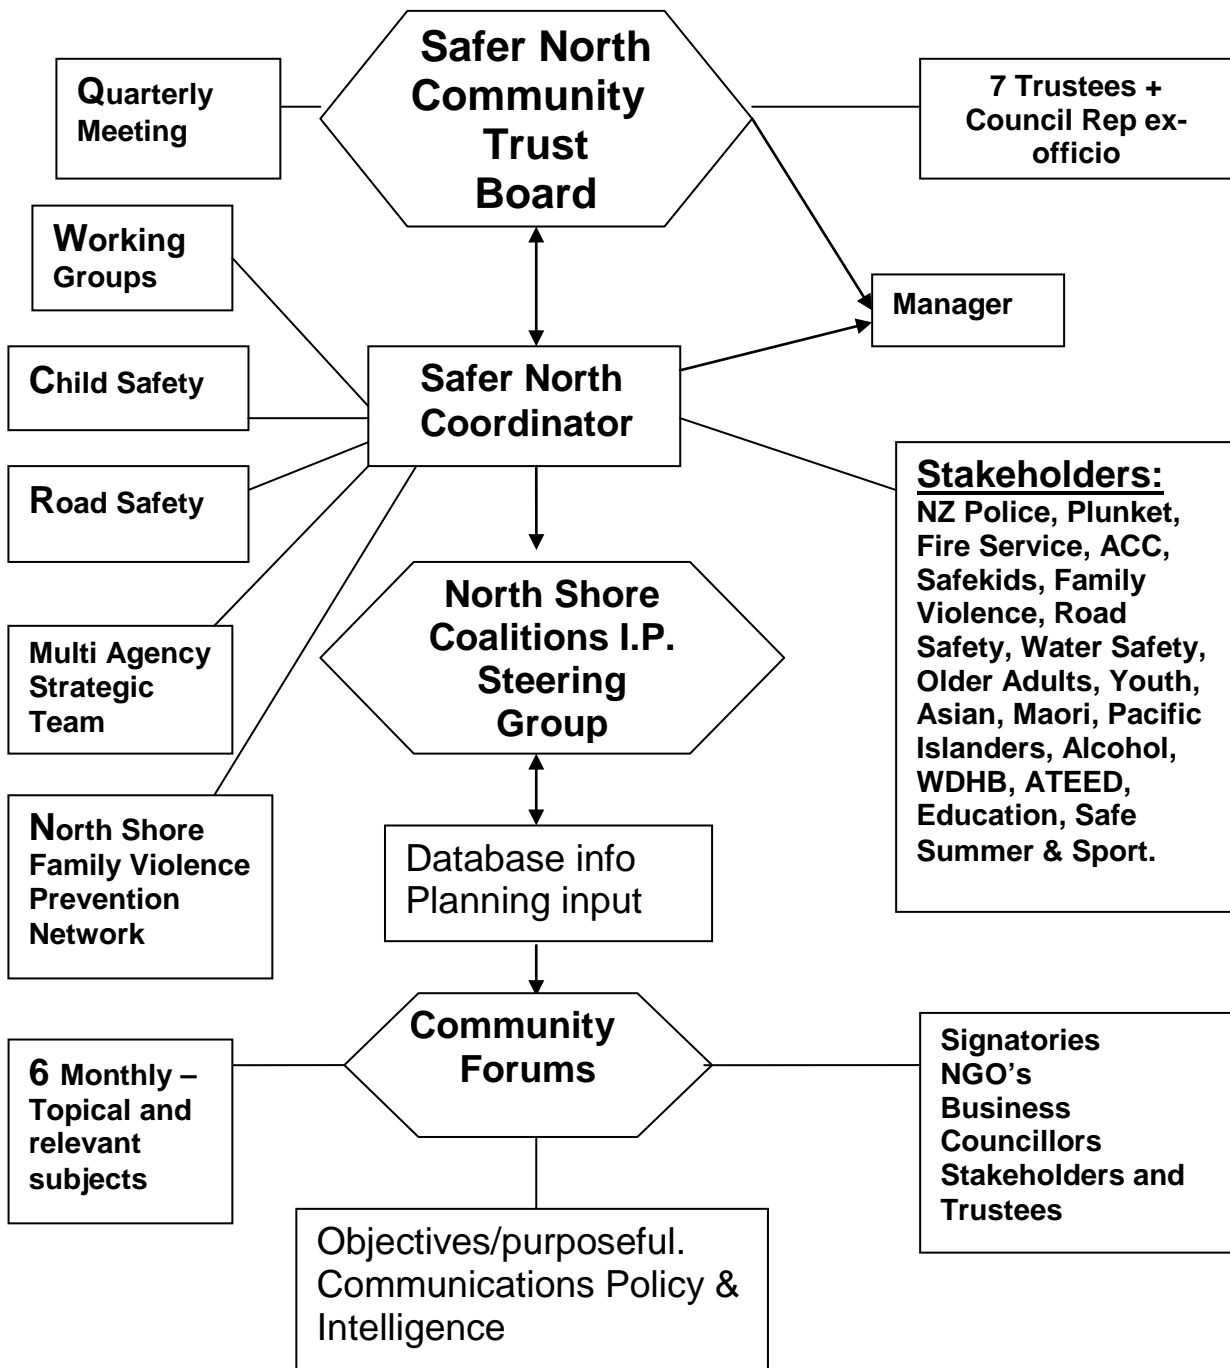 Safer North
Community
Trust
Board
Quarterly
Meeting
7 Trustees +
Council Rep ex-
officio
Working
Groups
Manager
Child Safety
Safer North
Coordinator
Road Safety
Stakeholders:
NZ Police, Plunket,
Fire Service, ACC,
Safekids, Family
Violence, Road
Safety, Water Safety,
Older Adults, Youth,
Asian, Maori, Pacific
Islanders, Alcohol,
WDHB, ATEED,
Education, Safe
Summer & Sport.
North Shore
Coalitions I.P.
Steering
Group
Multi Agency
Strategic
Team
North Shore
Family Violence
Prevention
Network
Database info
Planning input
Community
Forums
6 Monthly –
Topical and
relevant
subjects
Signatories
NGO's
Business
Councillors
Stakeholders and
Trustees
Objectives/purposeful.
Communications Policy &
Intelligence